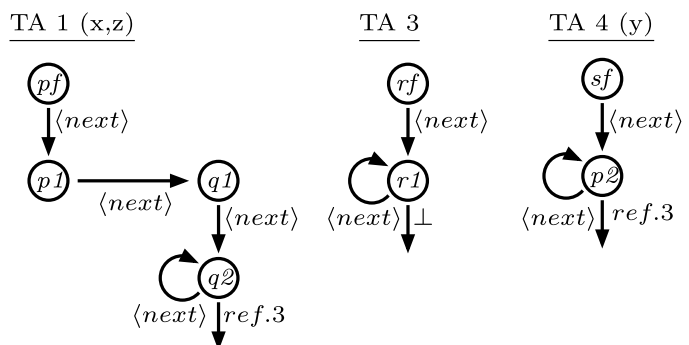 TA 1 (x,z)
TA 3
TA 4 (y)
pf
rf
sf
⟨next⟩
⟨next⟩
⟨next⟩
p1
q1
r1
p2
⟨next⟩
⟨next⟩
⟨next⟩
⊥
⟨next⟩
ref.3
q2
⟨next⟩
ref.3